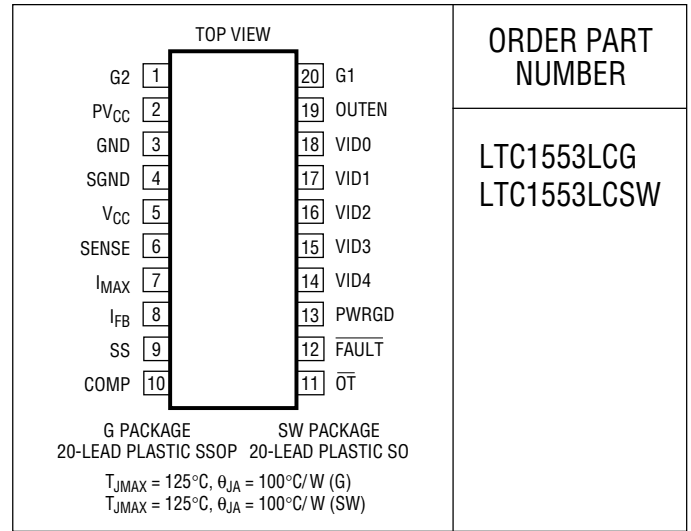 TOP VIEW
G2 1
PVCC 2
GND 3
SGND 4
VCC 5
SENSE 6
IMAX 7
IFB 8
SS 9
COMP 10
20 G1
19 OUTEN
18 VID0
17 VID1
16 VID2
15 VID3
14 VID4
13 PWRGD
12 FAULT
11 OT
G PACKAGE
20-LEAD PLASTIC SSOP
SW PACKAGE
20-LEAD PLASTIC SO
TJMAX = 125°C, θJA = 100°C/W (G)
TJMAX = 125°C, θJA = 100°C/W (SW)
ORDER PART
NUMBER
LTC1553LCG
LTC1553LCSW